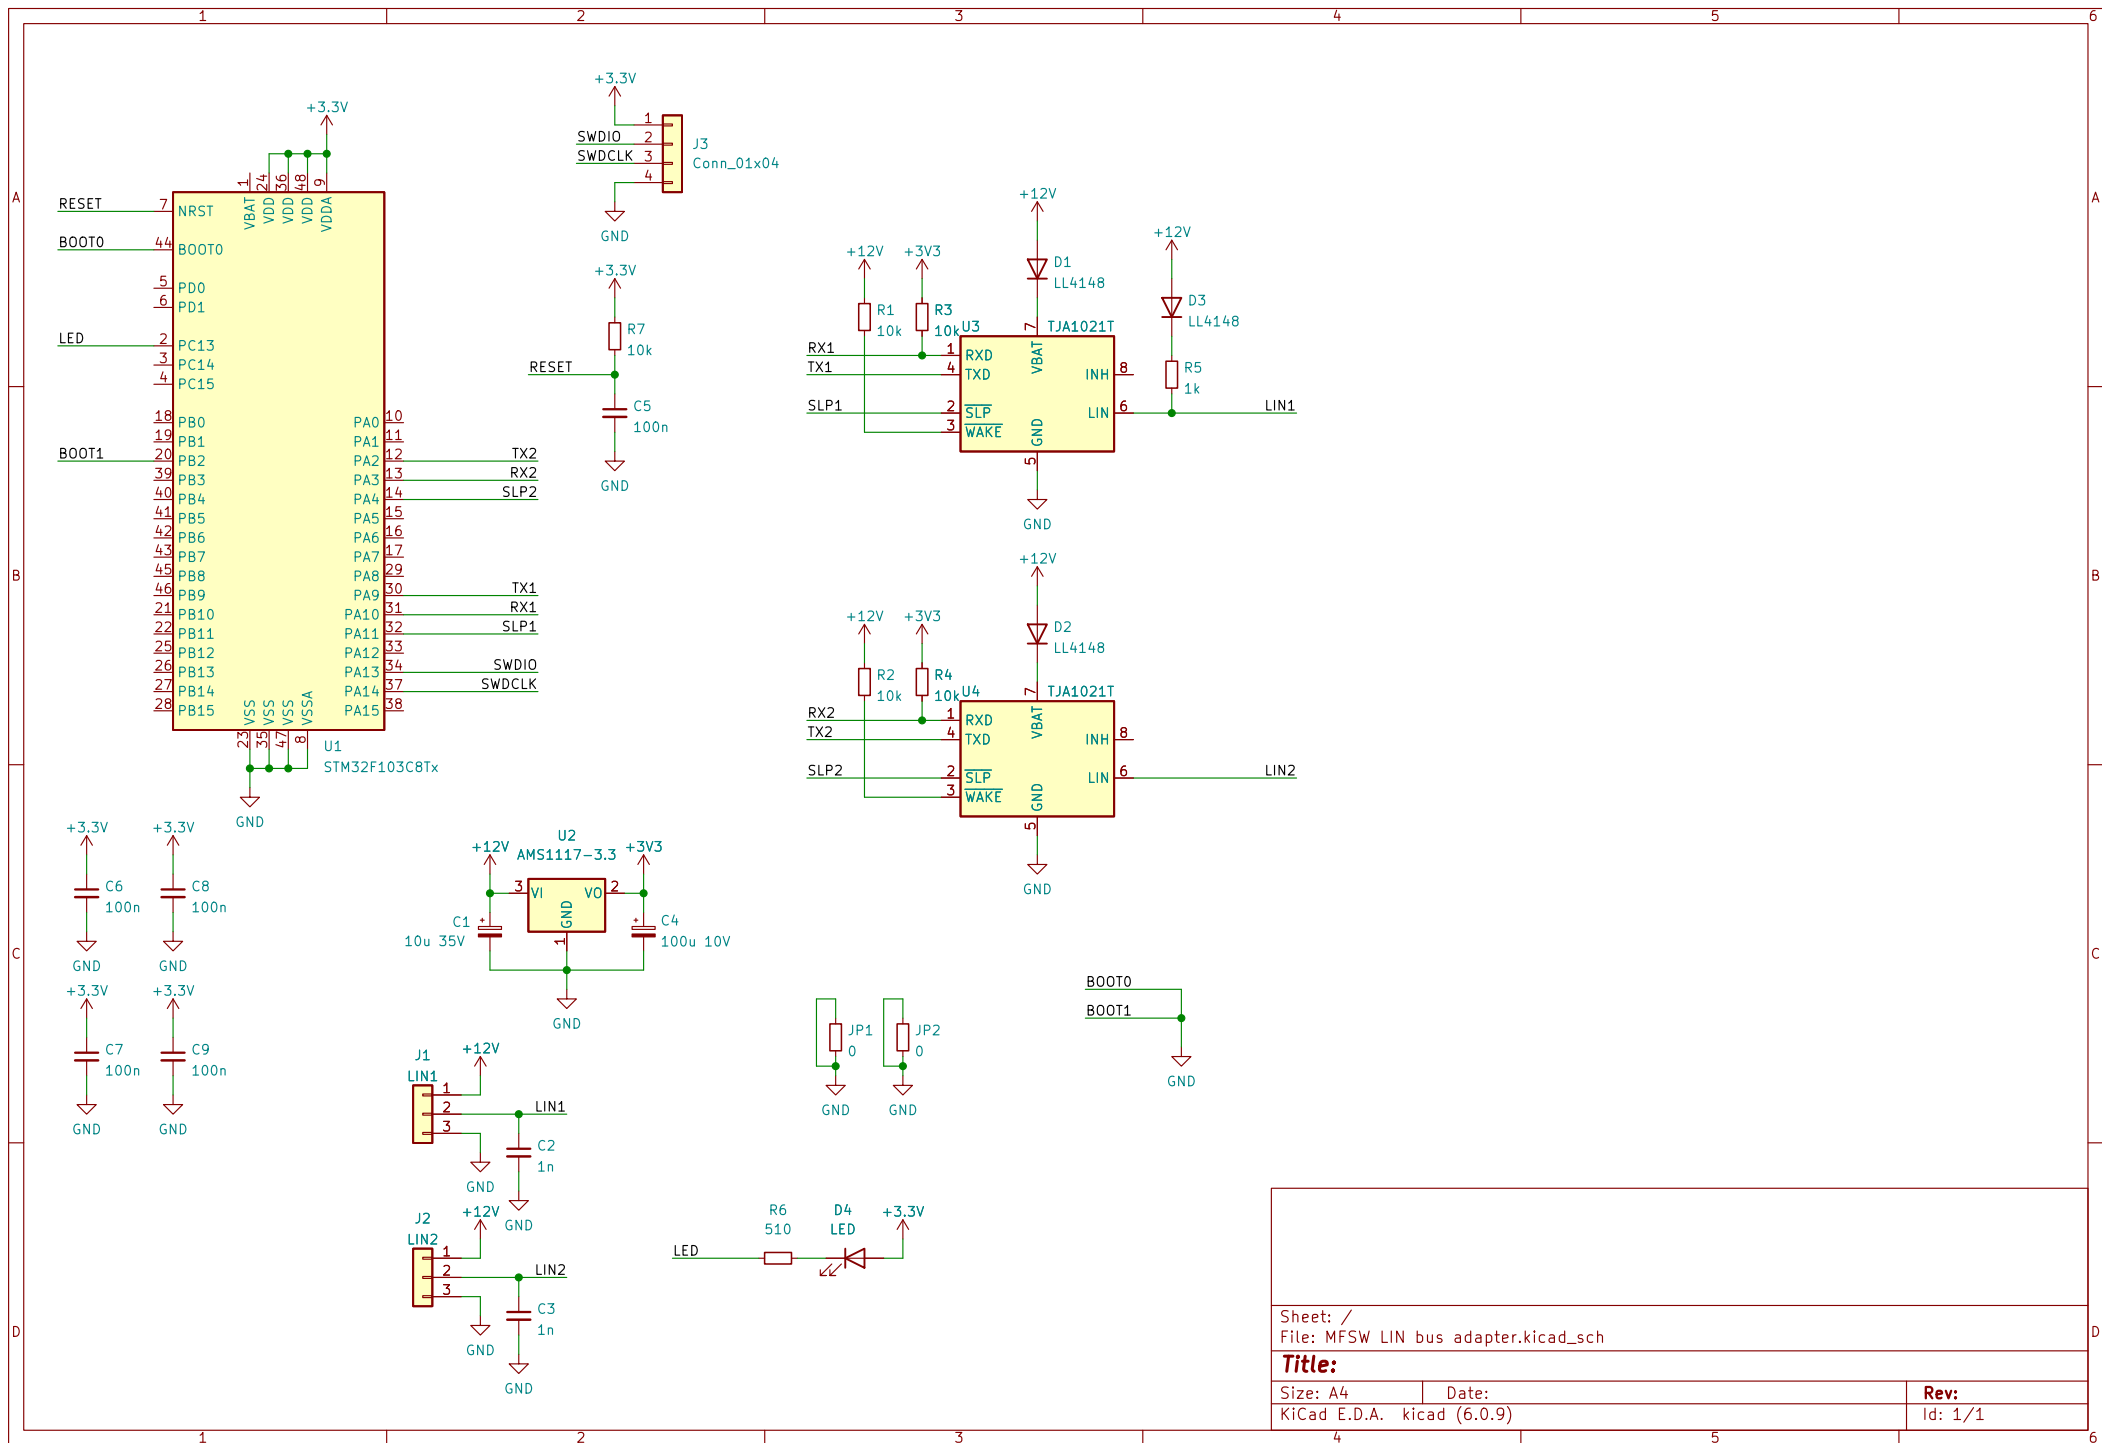 1 2 3 4 5 6
A
B
C
D
+3.3V
1 VBAT
24 VDD
36 VDD
48 VDD
9 VDDA
RESET 7 NRST
BOOT0 44 BOOT0
5 PD0
6 PD1
LED 2 PC13
3 PC14
4 PC15
18 PB0
19 PB1
BOOT1 20 PB2
39 PB3
40 PB4
41 PB5
42 PB6
43 PB7
45 PB8
46 PB9
21 PB10
22 PB11
25 PB12
26 PB13
27 PB14
28 PB15
PA0 10
PA1 11
PA2 12 TX2
PA3 13 RX2
PA4 14 SLP2
PA5 15
PA6 16
PA7 17
PA8 29
PA9 30 TX1
PA10 31 RX1
PA11 32 SLP1
PA12 33
PA13 34 SWDIO
PA14 37 SWDCLK
PA15 38
VSS 23
VSS 35
VSS 47
VSSA 8
U1
STM32F103C8Tx
GND
+3.3V
1
SWDIO 2
SWDCLK 3
4
J3
Conn_01x04
GND
+3.3V
R7
10k
RESET
C5
100n
GND
+12V
D1
LL4148
+12V
D3
LL4148
R5
1k
+12V
R1
10k
+3V3
R3
10k
U3
TJA1021T
RX1 1 RXD
TX1 4 TXD
SLP1 2 SLP
3 WAKE
7 VBAT
INH 8
LIN 6 LIN1
GND 5
GND
+12V
D2
LL4148
+12V
R2
10k
+3V3
R4
10k
U4
TJA1021T
RX2 1 RXD
TX2 4 TXD
SLP2 2 SLP
3 WAKE
7 VBAT
INH 8
LIN 6 LIN2
GND 5
GND
+3.3V
C6
100n
GND
+3.3V
C8
100n
GND
+3.3V
C7
100n
GND
+3.3V
C9
100n
GND
U2
AMS1117-3.3
+12V
+3V3
3 VI
VO 2
GND 1
C1
10u 35V
C4
100u 10V
GND
J1
LIN1
+12V
1
2 LIN1
3
GND
C2
1n
GND
J2
LIN2
+12V
1
2 LIN2
3
GND
C3
1n
GND
JP1
0
GND
JP2
0
GND
BOOT0
BOOT1
GND
LED
R6
510
D4
LED
+3.3V
Sheet: /
File: MFSW LIN bus adapter.kicad_sch
Title:
Size: A4 Date: Rev:
KiCad E.D.A. kicad (6.0.9) Id: 1/1
A
B
C
D
1 2 3 4 5 6